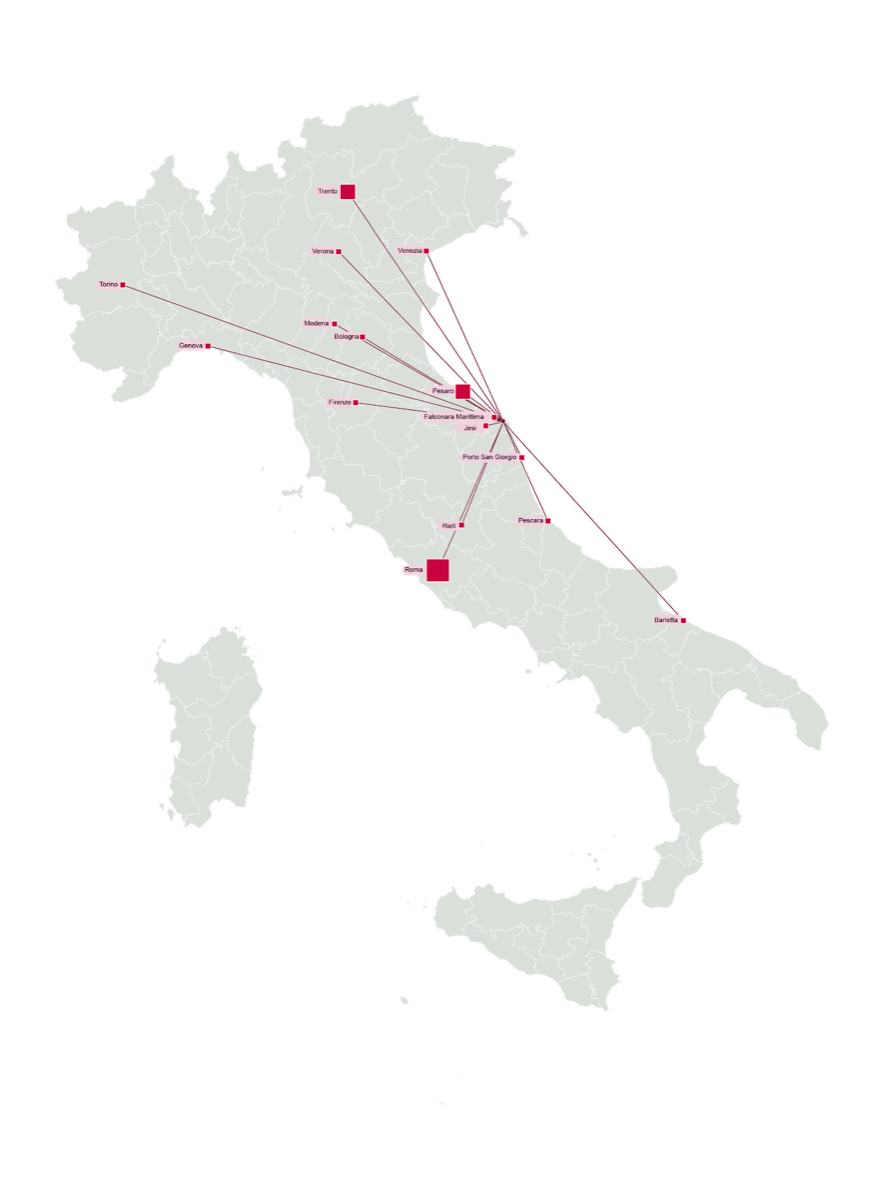 Trento
Verona
Venezia
Torino
Modena
Bologna
Genova
Pesaro
Firenze
Falconara Marittima
Jesi
Porto San Giorgio
Pescara
Rieti
Roma
Barletta